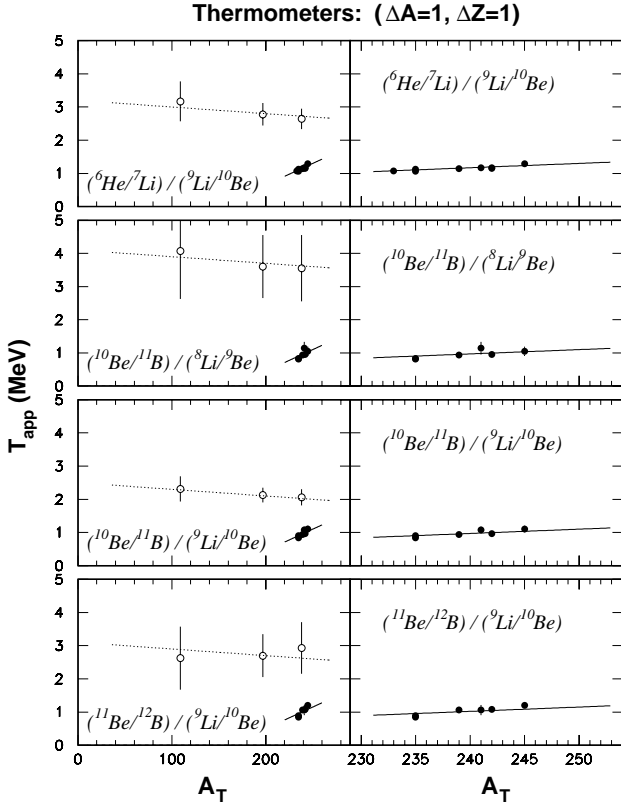 Thermometers: (ΔA=1, ΔZ=1)
5
4
3
2
1
0
(⁶He/⁷Li) / (⁹Li/¹⁰Be)
(⁶He/⁷Li) / (⁹Li/¹⁰Be)
5
4
3
2
1
0
(¹⁰Be/¹¹B) / (⁸Li/⁹Be)
(¹⁰Be/¹¹B) / (⁸Li/⁹Be)
T_app (MeV)
5
4
3
2
1
0
(¹⁰Be/¹¹B) / (⁹Li/¹⁰Be)
(¹⁰Be/¹¹B) / (⁹Li/¹⁰Be)
5
4
3
2
1
0
(¹¹Be/¹²B) / (⁹Li/¹⁰Be)
(¹¹Be/¹²B) / (⁹Li/¹⁰Be)
0 100 200 230 235 240 245 250
A_T A_T